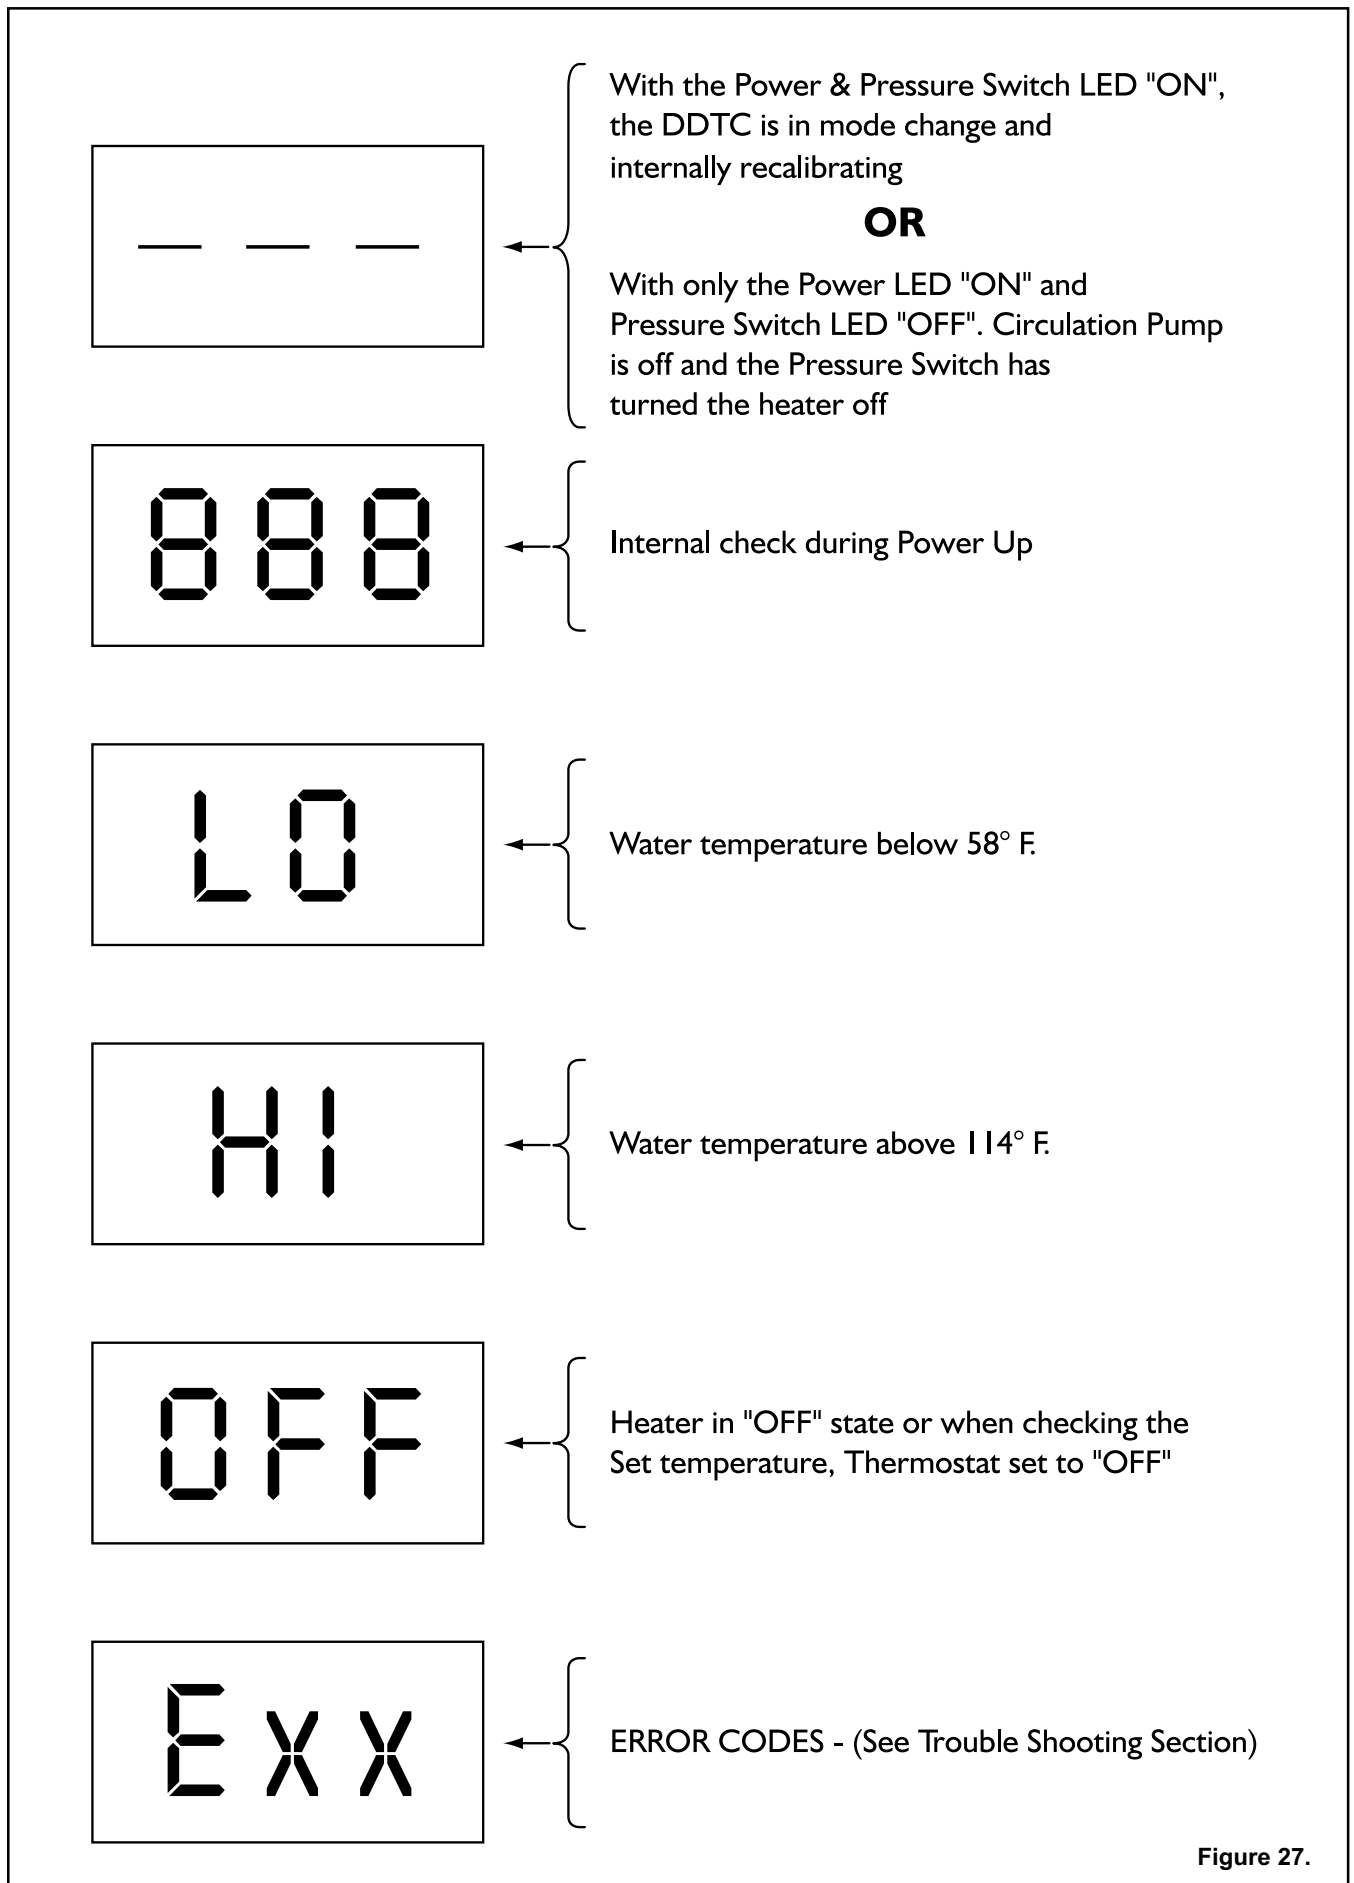 With the Power & Pressure Switch LED "ON",
the DDTC is in mode change and
internally recalibrating
OR
With only the Power LED "ON" and
Pressure Switch LED "OFF". Circulation Pump
is off and the Pressure Switch has
turned the heater off
— — —
888
Internal check during Power Up
LO
Water temperature below 58° F.
HI
Water temperature above 114° F.
OFF
Heater in "OFF" state or when checking the
Set temperature, Thermostat set to "OFF"
Exx
ERROR CODES - (See Trouble Shooting Section)
Figure 27.